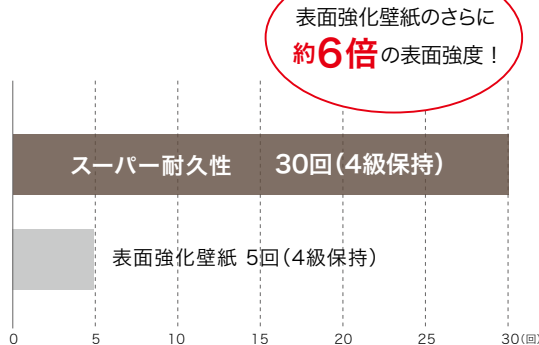 表面強化壁紙のさらに
約6倍の表面強度！
スーパー耐久性 30回(4級保持)
表面強化壁紙 5回(4級保持)
0 5 10 15 20 25 30(回)